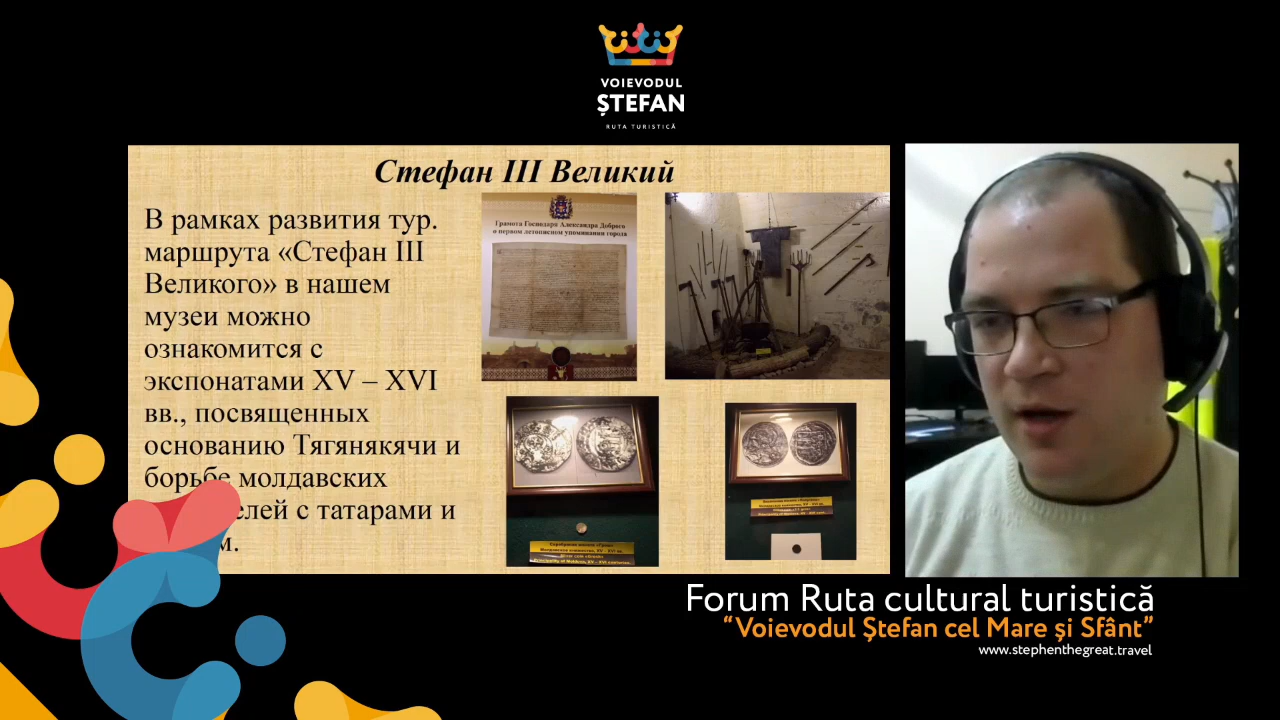 VOIEVODUL
ȘTEFAN
RUTA TURISTICĂ
Стефан III Великий
В рамках развития тур.
маршрута «Стефан III
Великого» в нашем
музеи можно
ознакомится с
экспонатами XV – XVI
вв., посвященных
основанию Тягянякячи и
борьбе молдавских
елей с татарами и
м.
Грамота Господаря Александра Доброго
о первом летописном упоминании города
Forum Ruta cultural turistică
“Voievodul Ștefan cel Mare și Sfânt”
www.stephenthegreat.travel